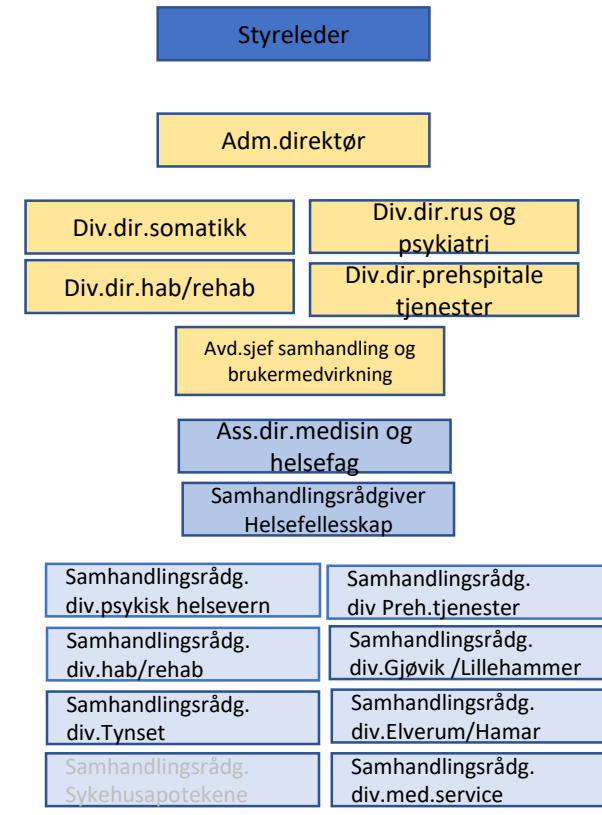 Styreleder
Adm.direktør
Div.dir.somatikk
Div.dir.rus og
psykiatri
Div.dir.hab/rehab
Div.dir.prehspitale
tjenester
Avd.sjef samhandling og
brukermedvirkning
Ass.dir.medisin og
helsefag
Samhandlingsrådgiver
Helsefellesskap
Samhandlingsrådg.
div.psykisk helsevern
Samhandlingsrådg.
div Preh.tjenester
Samhandlingsrådg.
div.hab/rehab
Samhandlingsrådg.
div.Gjøvik /Lillehammer
Samhandlingsrådg.
div.Tynset
Samhandlingsrådg.
div.Elverum/Hamar
Samhandlingsrådg.
Sykehusapotekene
Samhandlingsrådg.
div.med.service